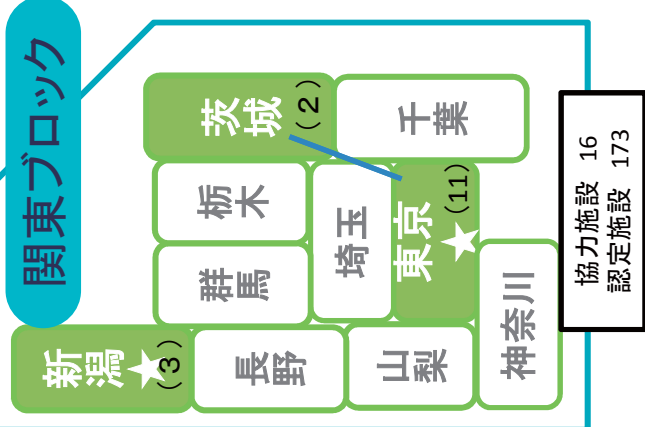 関東ブロック
新潟
★
(3)
群馬
栃木
茨城
(2)
長野
埼玉
千葉
山梨
東京
★
(11)
神奈川
協力施設 16
認定施設 173